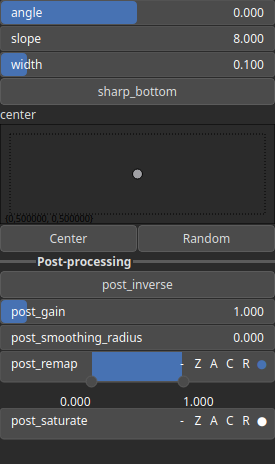 angle 0.000
slope 8.000
width 0.100
sharp_bottom
center
(0.500000, 0.500000)
Center Random
Post-processing
post_inverse
post_gain 1.000
post_smoothing_radius 0.000
post_remap - Z A C R
0.000 1.000
post_saturate - Z A C R